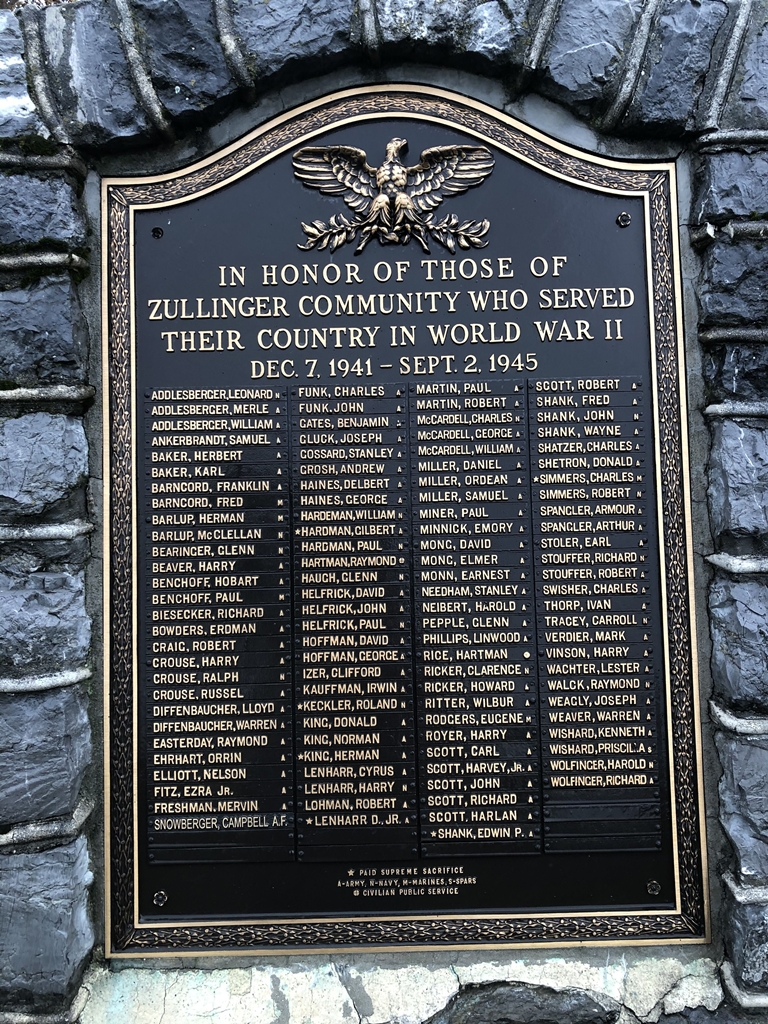 IN HONOR OF THOSE OF
ZULLINGER COMMUNITY WHO SERVED
THEIR COUNTRY IN WORLD WAR II
DEC. 7, 1941 – SEPT. 2, 1945
ADDLESBERGER, LEONARD N
ADDLESBERGER, MERLE A
ADDLESBERGER, WILLIAM A
ANKERBRANDT, SAMUEL A
BAKER, HERBERT A
BAKER, KARL A
BARNCORD, FRANKLIN A
BARNCORD, FRED M
BARLUP, HERMAN M
BARLUP, McCLELLAN N
BEARINGER, GLENN N
BEAVER, HARRY A
BENCHOFF, HOBART A
BENCHOFF, PAUL M
BIESECKER, RICHARD A
BOWDERS, ERDMAN A
CRAIG, ROBERT A
CROUSE, HARRY A
CROUSE, RALPH N
CROUSE, RUSSEL A
DIFFENBAUCHER, LLOYD A
DIFFENBAUCHER, WARREN A
EASTERDAY, RAYMOND A
EHRHART, ORRIN A
ELLIOTT, NELSON A
FITZ, EZRA JR. A
FRESHMAN, MERVIN A
SNOWBERGER, CAMPBELL A.F.
FUNK, CHARLES A
FUNK, JOHN A
GATES, BENJAMIN A
GLUCK, JOSEPH A
GOSSARD, STANLEY A
GROSH, ANDREW A
HAINES, DELBERT A
HAINES, GEORGE A
HARDEMAN, WILLIAM N
★HARDMAN, GILBERT A
HARDMAN, PAUL N
HARTMAN, RAYMOND @
HAUGH, GLENN N
HELFRICK, DAVID A
HELFRICK, JOHN A
HELFRICK, PAUL N
HOFFMAN, DAVID A
HOFFMAN, GEORGE A
IZER, CLIFFORD A
KAUFFMAN, IRWIN A
★KECKLER, ROLAND N
KING, DONALD A
KING, NORMAN A
★KING, HERMAN A
LENHARR, CYRUS A
LENHARR, HARRY N
LOHMAN, ROBERT A
★LENHARR D., JR. A
MARTIN, PAUL A
MARTIN, ROBERT A
McCARDELL, CHARLES N
McCARDELL, GEORGE A
McCARDELL, WILLIAM A
MILLER, DANIEL A
MILLER, ORDEAN A
MILLER, SAMUEL A
MINER, PAUL A
MINNICK, EMORY A
MONG, DAVID A
MONG, ELMER A
MONN, EARNEST A
NEEDHAM, STANLEY A
NEIBERT, HAROLD A
PEPPLE, GLENN A
PHILLIPS, LINWOOD A
RICE, HARTMAN
RICKER, CLARENCE N
RICKER, HOWARD A
RITTER, WILBUR A
RODGERS, EUGENE M
ROYER, HARRY A
SCOTT, CARL A
SCOTT, HARVEY, JR. A
SCOTT, JOHN A
SCOTT, RICHARD A
SCOTT, HARLAN A
★SHANK, EDWIN P. A
SCOTT, ROBERT A
SHANK, FRED A
SHANK, JOHN N
SHANK, WAYNE A
SHATZER, CHARLES A
SHETRON, DONALD A
★SIMMERS, CHARLES M
SIMMERS, ROBERT N
SPANGLER, ARMOUR A
SPANGLER, ARTHUR A
STOLER, EARL A
STOUFFER, RICHARD N
STOUFFER, ROBERT A
SWISHER, CHARLES A
THORP, IVAN A
TRACEY, CARROLL N
VERDIER, MARK A
VINSON, HARRY A
WACHTER, LESTER A
WALCK, RAYMOND N
WEAGLY, JOSEPH A
WEAVER, WARREN A
WISHARD, KENNETH A
WISHARD, PRISCILLA S
WOLFINGER, HAROLD N
WOLFINGER, RICHARD A
★ PAID SUPREME SACRIFICE
A-ARMY, N-NAVY, M-MARINES, S-SPARS
@ CIVILIAN PUBLIC SERVICE